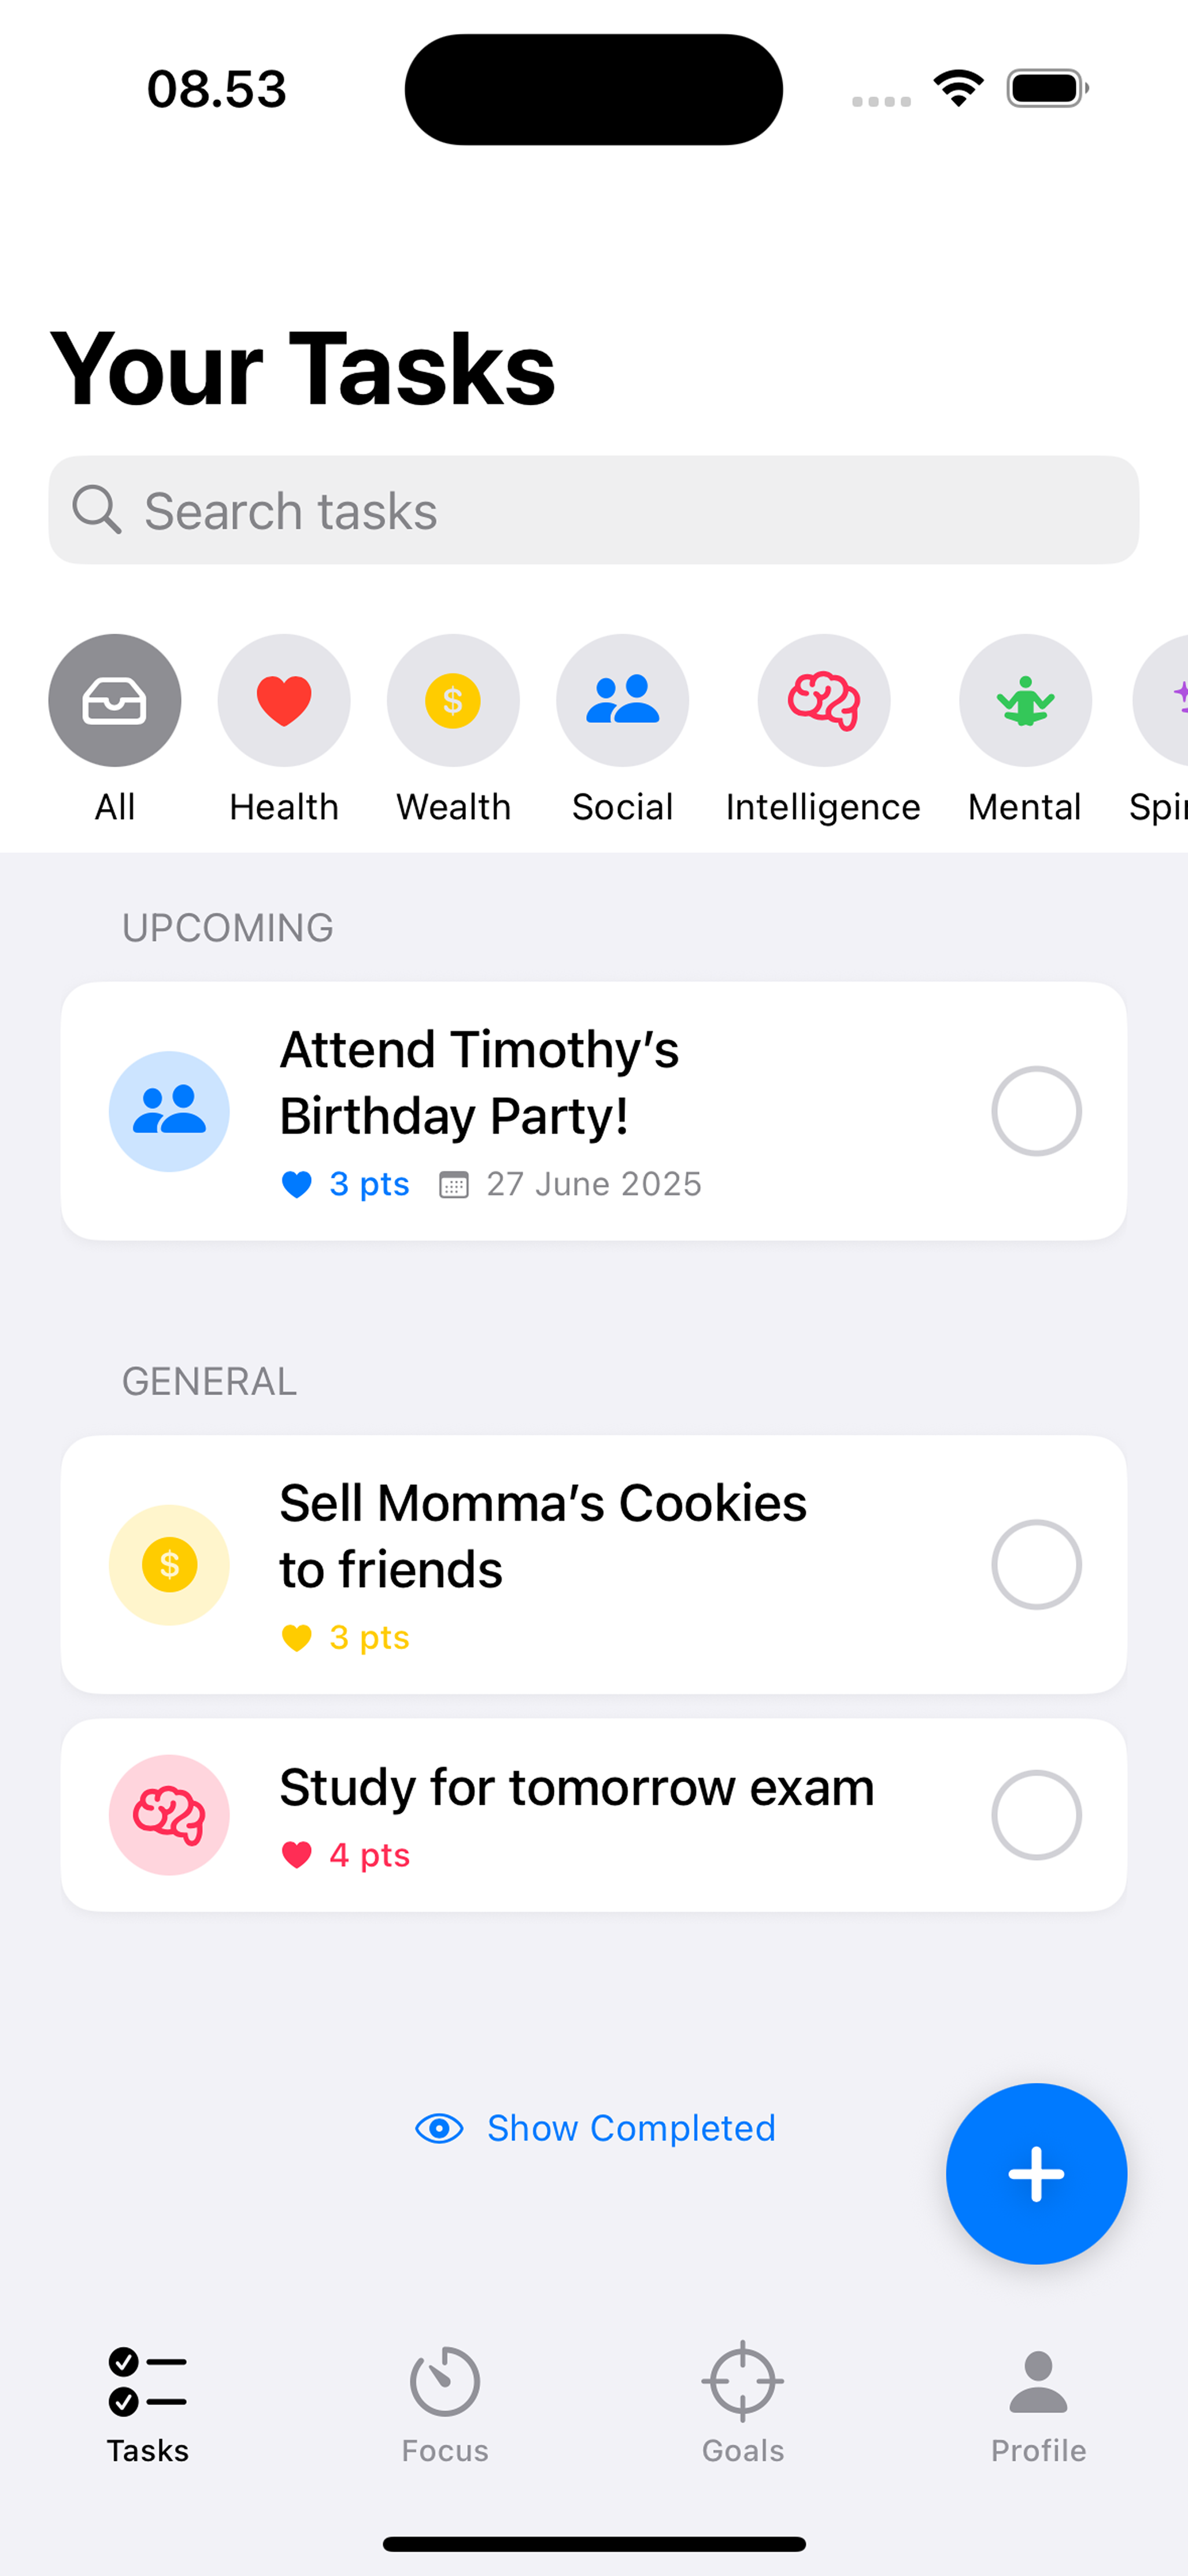 08.53
Your Tasks
Search tasks
All Health Wealth Social Intelligence Mental Spir
UPCOMING
Attend Timothy’s
Birthday Party!
3 pts 27 June 2025
GENERAL
Sell Momma’s Cookies
to friends
3 pts
Study for tomorrow exam
4 pts
Show Completed
Tasks Focus Goals Profile